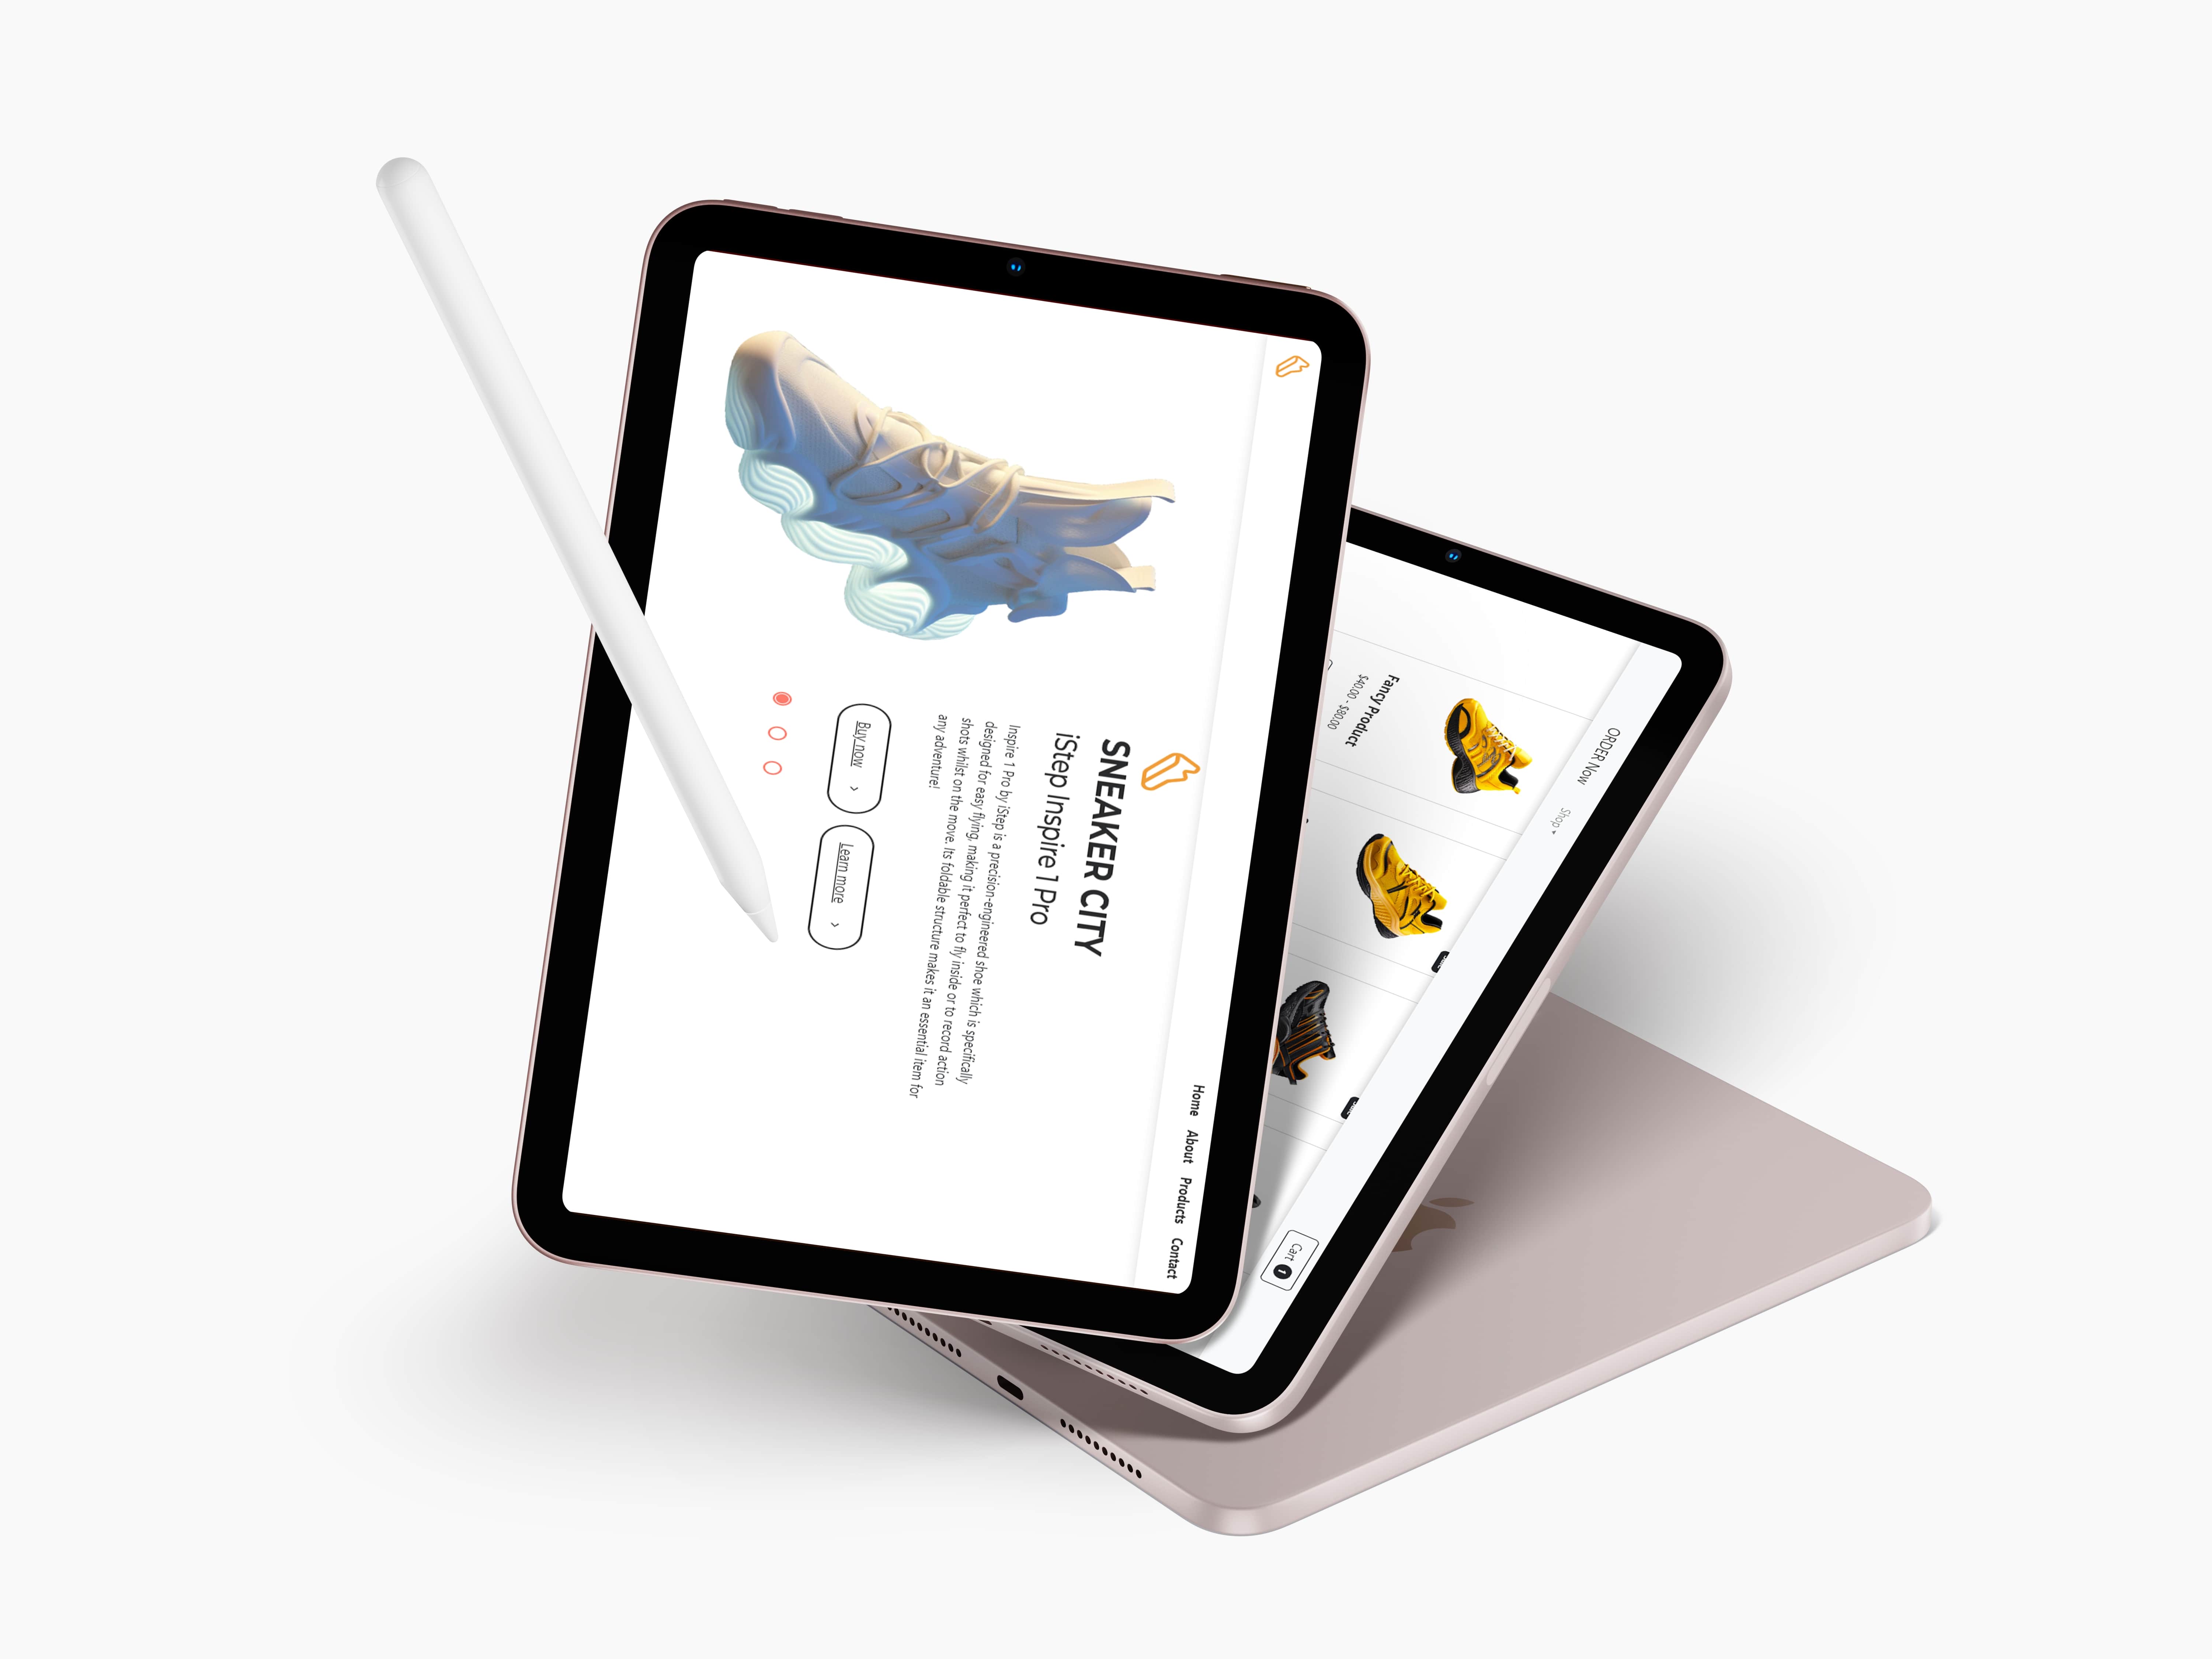 Home About Products Contact
SNEAKER CITY
iStep Inspire 1 Pro
Inspire 1 Pro by iStep is a precision-engineered shoe which is specifically
designed for easy flying, making it perfect to fly inside or to record action
shots whilst on the move. Its foldable structure makes it an essential item for
any adventure!
Buy now >
Learn more >
ORDER Now Shop
Cart 1
Fancy Product
$40.00 - $80.00